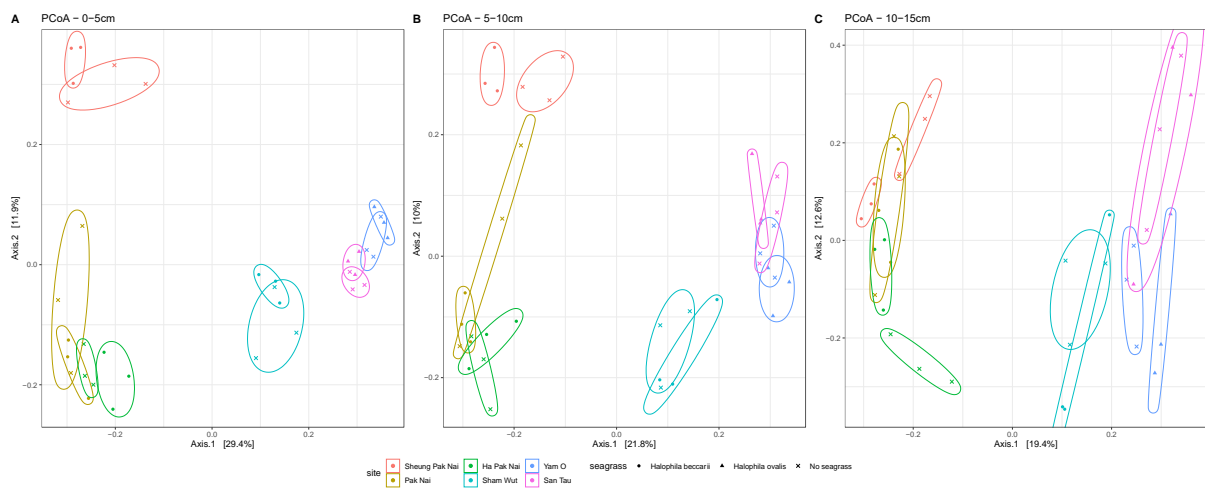 A PCoA − 0−5cm
0.2
0.0
−0.2
Axis.2 [11.9%]
−0.2 0.0 0.2
Axis.1 [29.4%]
B PCoA − 5−10cm
0.2
0.0
−0.2
Axis.2 [10%]
−0.2 0.0 0.2
Axis.1 [21.8%]
C PCoA − 10−15cm
0.4
0.2
0.0
−0.2
Axis.2 [12.6%]
−0.2 0.0 0.2 0.4
Axis.1 [19.4%]
site
Sheung Pak Nai Ha Pak Nai Yam O
Pak Nai Sham Wut San Tau
seagrass Halophila beccarii Halophila ovalis No seagrass